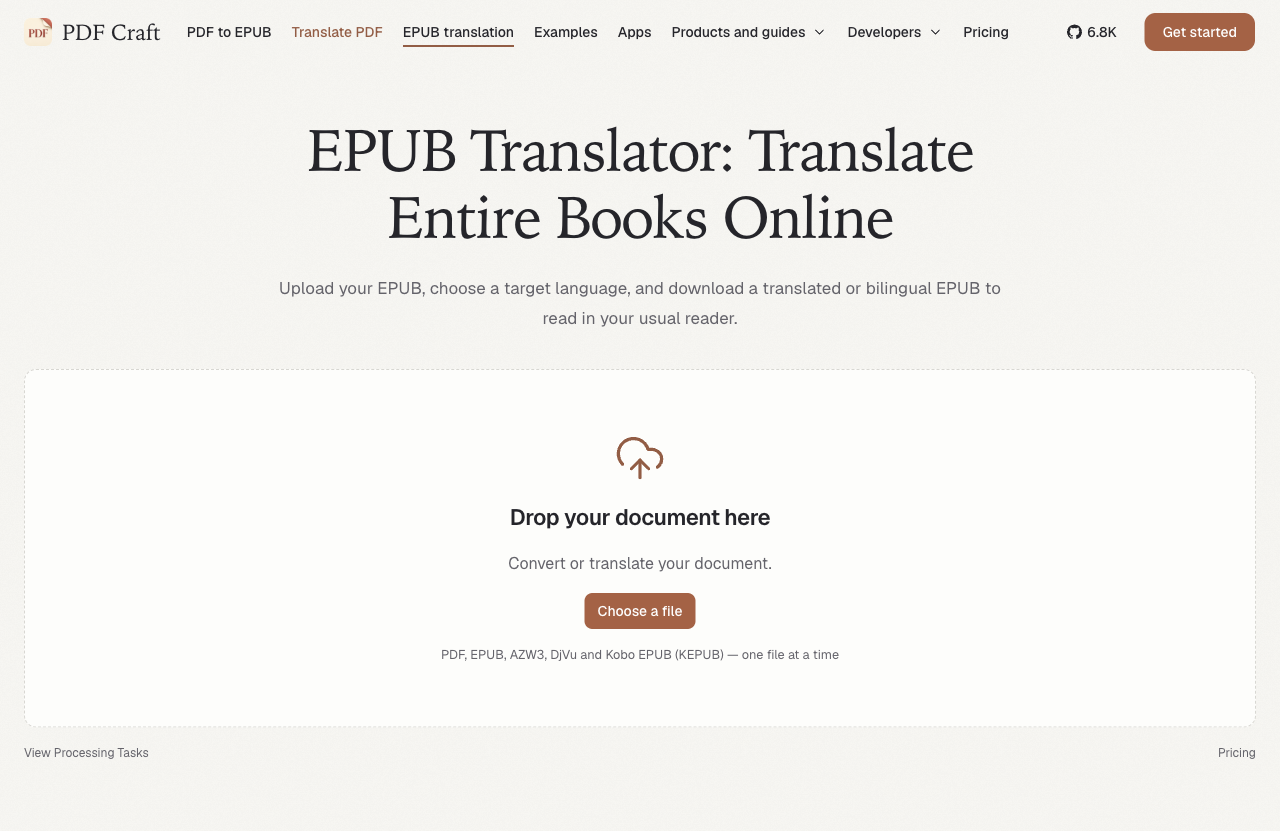 PDF
PDF Craft
PDF to EPUB
Translate PDF
EPUB translation
Examples
Apps
Products and guides
Developers
Pricing
6.8K
Get started
EPUB Translator: Translate
Entire Books Online
Upload your EPUB, choose a target language, and download a translated or bilingual EPUB to
read in your usual reader.
Drop your document here
Convert or translate your document.
Choose a file
PDF, EPUB, AZW3, DjVu and Kobo EPUB (KEPUB) — one file at a time
View Processing Tasks
Pricing